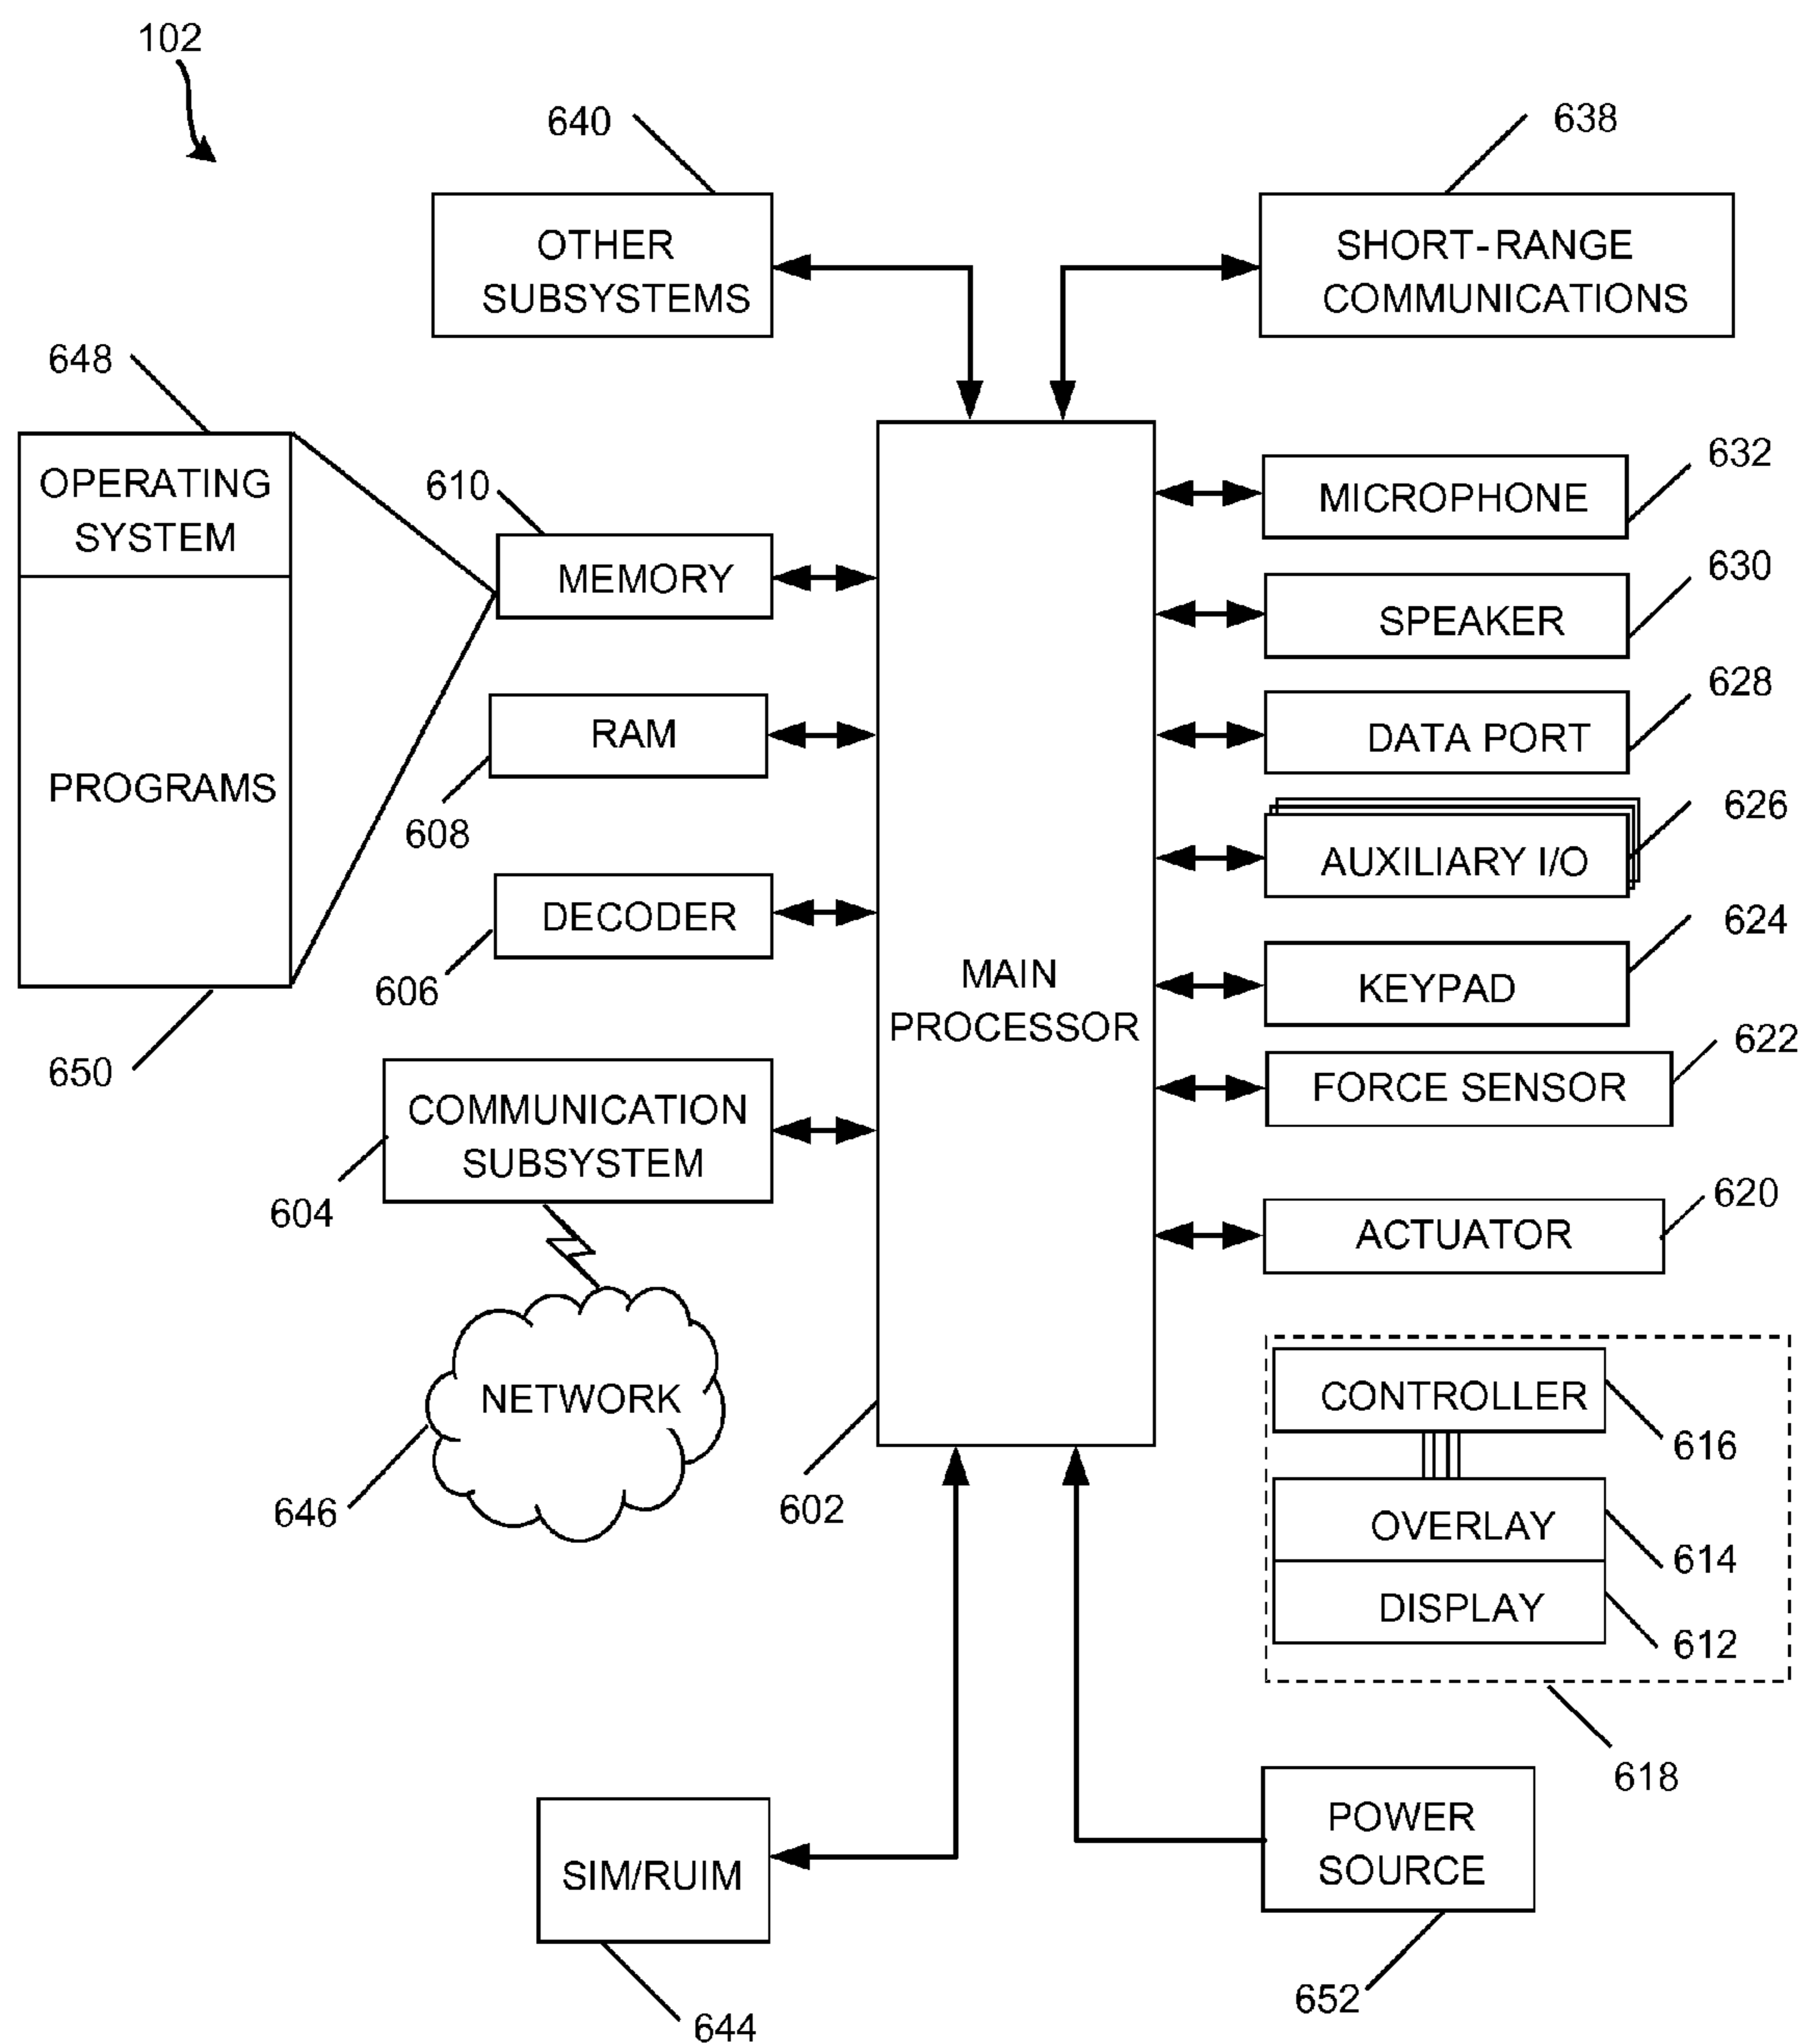 102
640
638
OTHER
SUBSYSTEMS
SHORT-RANGE
COMMUNICATIONS
648
OPERATING
SYSTEM
PROGRAMS
650
610
MEMORY
RAM
608
DECODER
606
COMMUNICATION
SUBSYSTEM
604
NETWORK
646
MAIN
PROCESSOR
602
632
MICROPHONE
630
SPEAKER
628
DATA PORT
626
AUXILIARY I/O
624
KEYPAD
622
FORCE SENSOR
620
ACTUATOR
CONTROLLER
616
OVERLAY
614
DISPLAY
612
618
SIM/RUIM
644
POWER
SOURCE
652